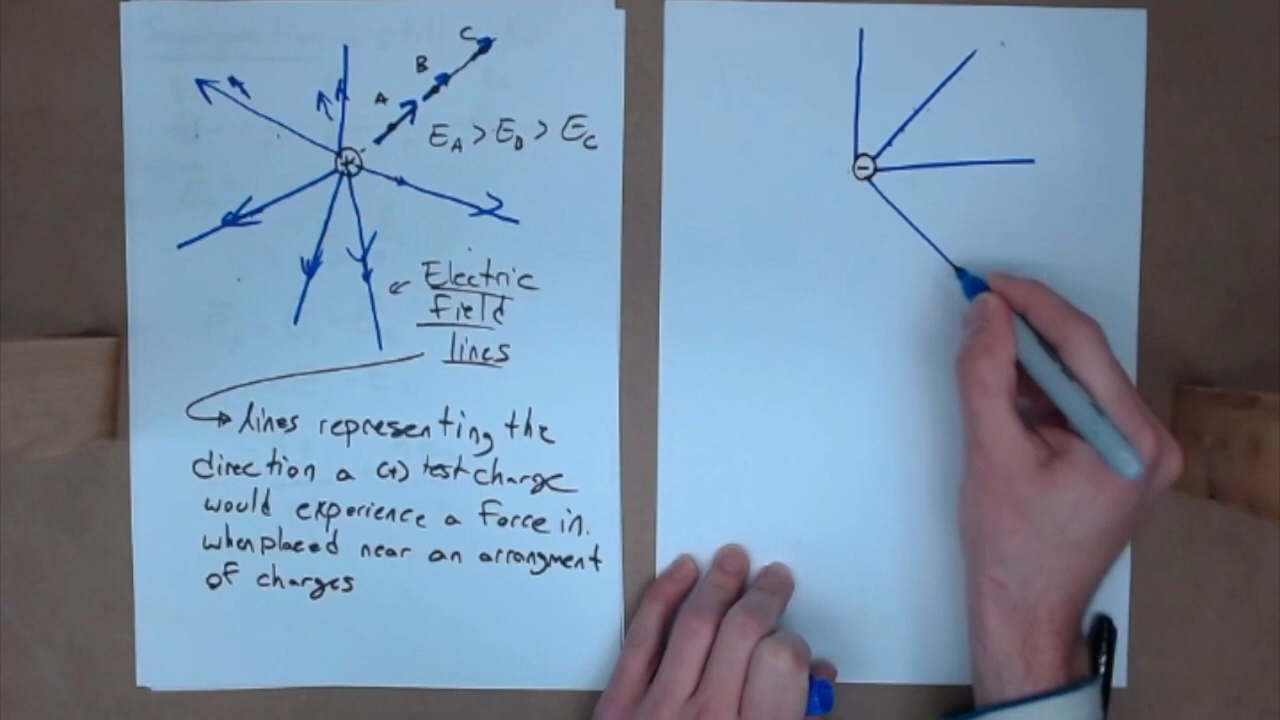 C
B
A
E_A > E_B > E_C
+
Electric
field
lines
lines representing the
direction a (+) test charge
would experience a force in.
when placed near an arrangment
of charges
-